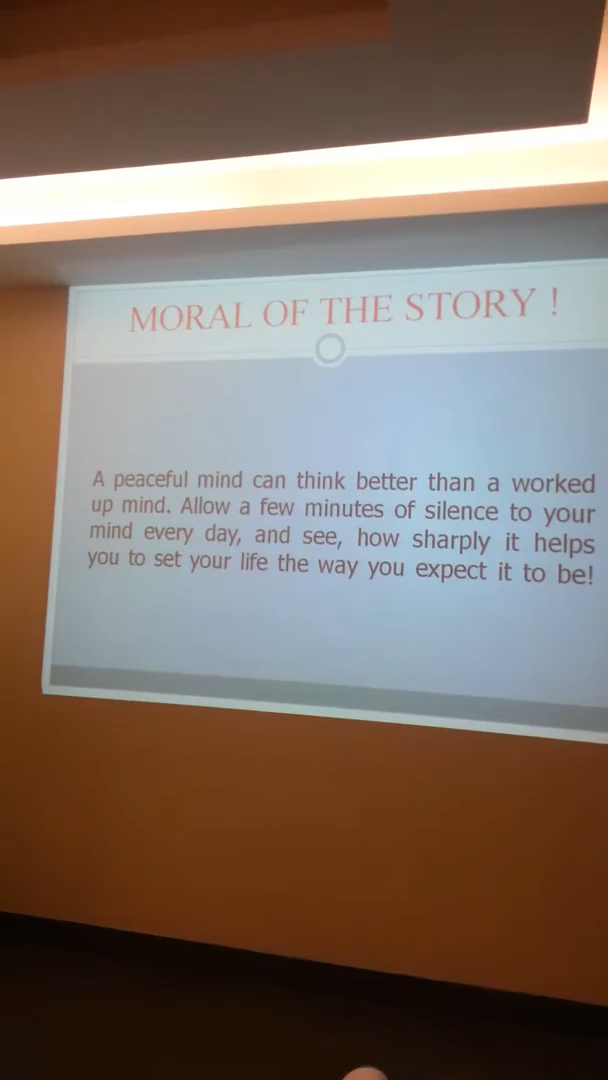 MORAL OF THE STORY !
A peaceful mind can think better than a worked
up mind. Allow a few minutes of silence to your
mind every day, and see, how sharply it helps
you to set your life the way you expect it to be!